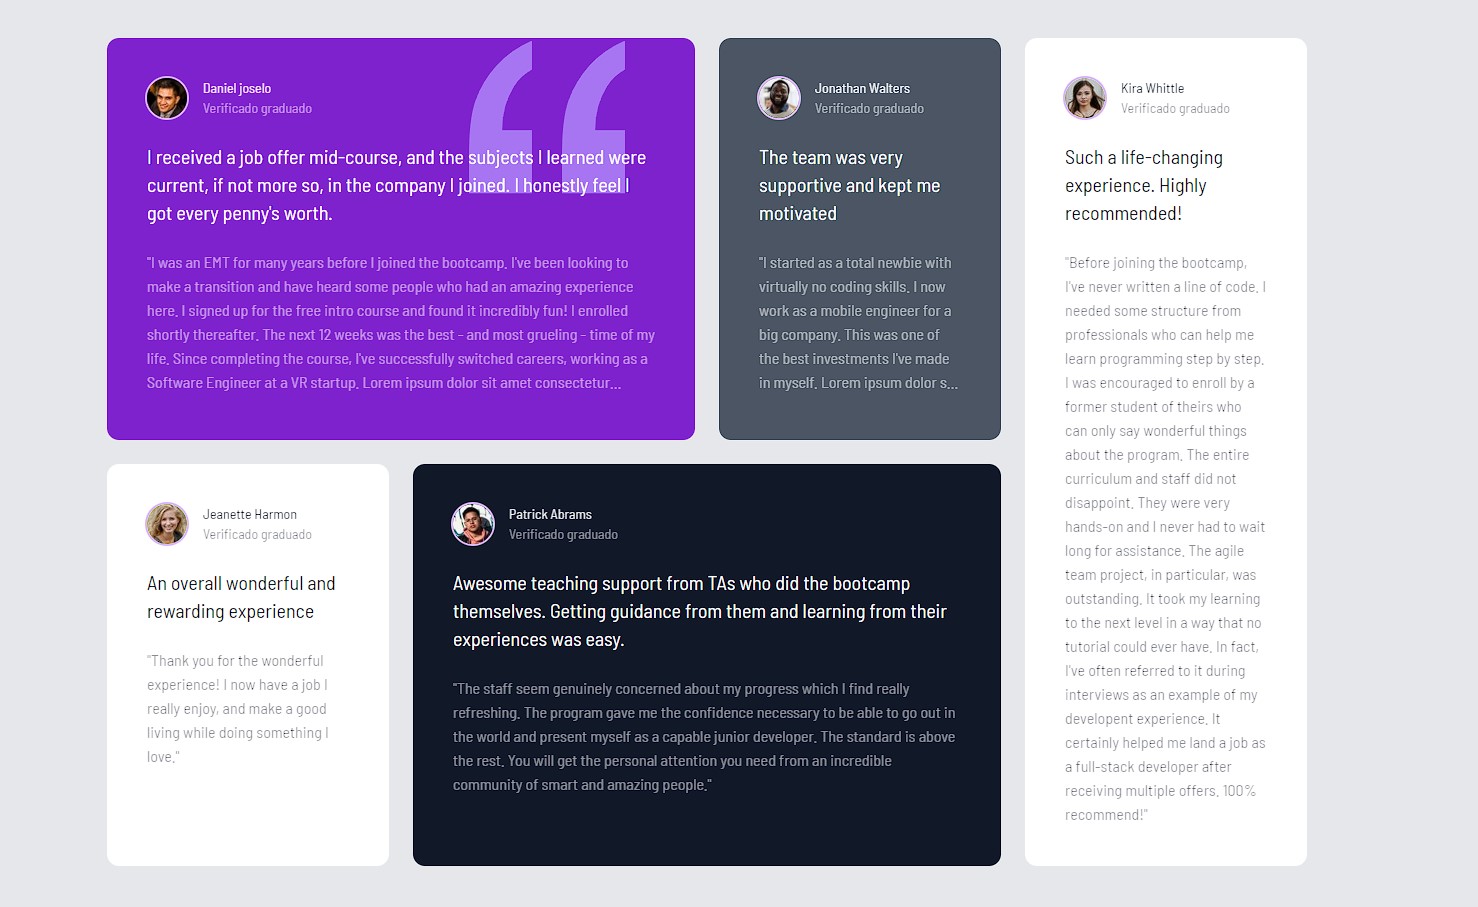 Daniel joselo
Verificado graduado
I received a job offer mid-course, and the subjects I learned were
current, if not more so, in the company I joined. I honestly feel I
got every penny's worth.
"I was an EMT for many years before I joined the bootcamp. I've been looking to
make a transition and have heard some people who had an amazing experience
here. I signed up for the free intro course and found it incredibly fun! I enrolled
shortly thereafter. The next 12 weeks was the best - and most grueling - time of my
life. Since completing the course, I've successfully switched careers, working as a
Software Engineer at a VR startup. Lorem ipsum dolor sit amet consectetur...
Jonathan Walters
Verificado graduado
The team was very
supportive and kept me
motivated
"I started as a total newbie with
virtually no coding skills. I now
work as a mobile engineer for a
big company. This was one of
the best investments I've made
in myself. Lorem ipsum dolor s...
Kira Whittle
Verificado graduado
Such a life-changing
experience. Highly
recommended!
"Before joining the bootcamp,
I've never written a line of code. I
needed some structure from
professionals who can help me
learn programming step by step.
I was encouraged to enroll by a
former student of theirs who
can only say wonderful things
about the program. The entire
curriculum and staff did not
disappoint. They were very
hands-on and I never had to wait
long for assistance. The agile
team project, in particular, was
outstanding. It took my learning
to the next level in a way that no
tutorial could ever have. In fact,
I've often referred to it during
interviews as an example of my
developent experience. It
certainly helped me land a job as
a full-stack developer after
receiving multiple offers. 100%
recommend!"
Jeanette Harmon
Verificado graduado
An overall wonderful and
rewarding experience
"Thank you for the wonderful
experience! I now have a job I
really enjoy, and make a good
living while doing something I
love."
Patrick Abrams
Verificado graduado
Awesome teaching support from TAs who did the bootcamp
themselves. Getting guidance from them and learning from their
experiences was easy.
"The staff seem genuinely concerned about my progress which I find really
refreshing. The program gave me the confidence necessary to be able to go out in
the world and present myself as a capable junior developer. The standard is above
the rest. You will get the personal attention you need from an incredible
community of smart and amazing people."